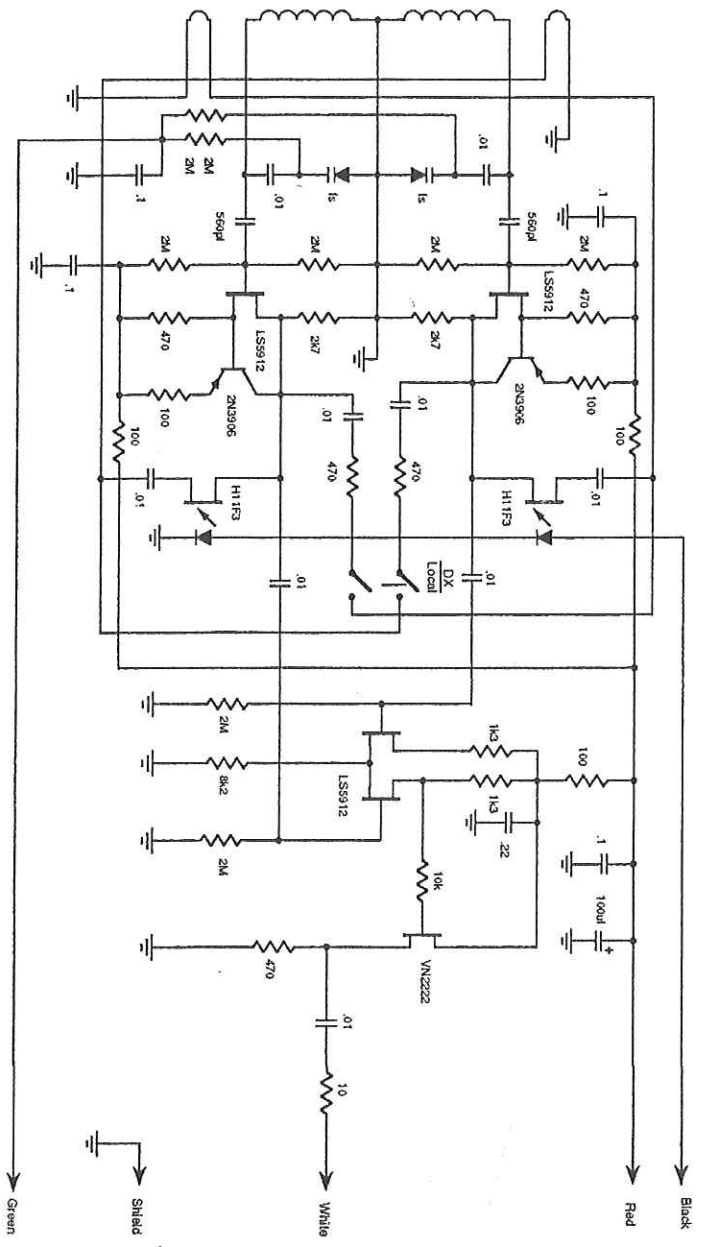 Black
Red
.1
.1
100uf
+
2M
470
100
100
.01
100
LS5912
2N3906
560pf
H11F3
.01
.01
1k3
1k3
.22
DX
Local
2M
2k7
.01
470
10k
VN2222
fs
LS5912
fs
2M
2k7
.01
470
.01
10
White
.01
.01
LS5912
470
560pf
2N3906
2M
8k2
2M
H11F3
2M
2M
2M
470
100
.01
.1
100
Shield
.1
Green